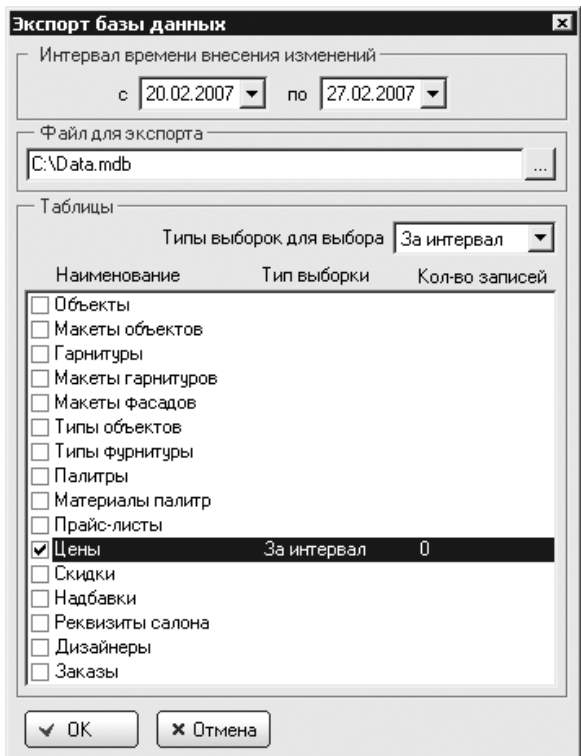 Экспорт базы данных
Интервал времени внесения изменений
с 20.02.2007 по 27.02.2007
Файл для экспорта
C:\Data.mdb ...
Таблицы
Типы выборок для выбора За интервал
Наименование Тип выборки Кол-во записей
Объекты
Макеты объектов
Гарнитуры
Макеты гарнитуров
Макеты фасадов
Типы объектов
Типы фурнитуры
Палитры
Материалы палитр
Прайс-листы
Цены За интервал 0
Скидки
Надбавки
Реквизиты салона
Дизайнеры
Заказы
OK Отмена